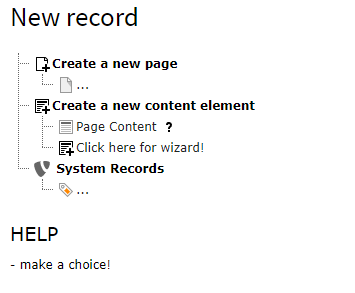 New record
Create a new page
...
Create a new content element
Page Content ?
Click here for wizard!
System Records
...
HELP
- make a choice!